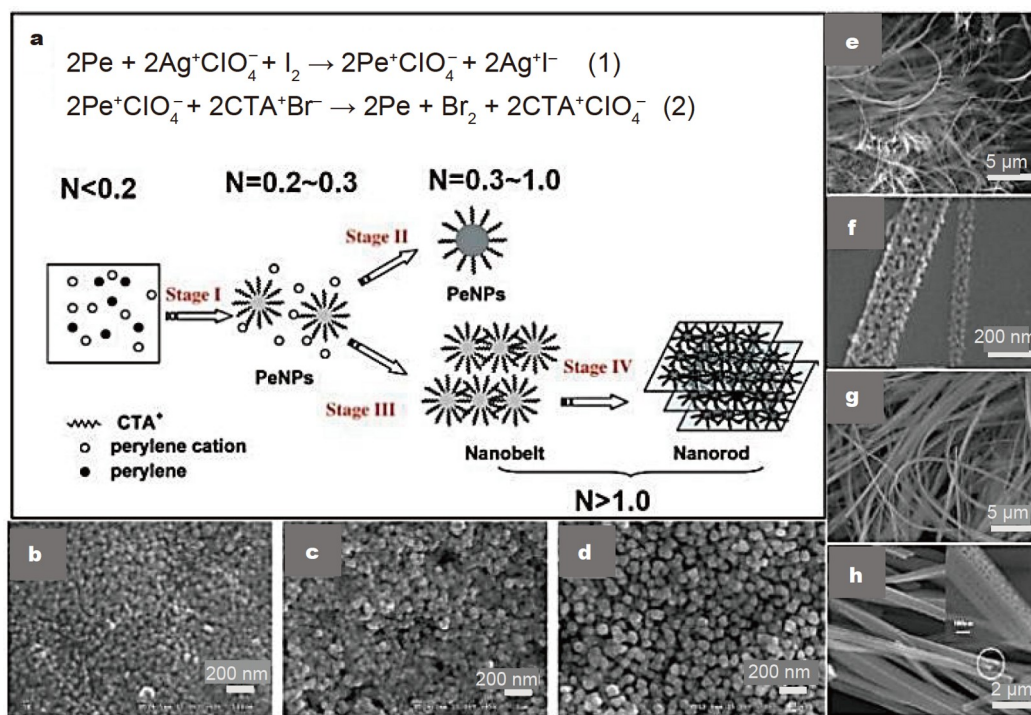 a
2Pe + 2Ag⁺ClO₄⁻ + I₂ → 2Pe⁺ClO₄⁻ + 2Ag⁺I⁻ (1)
2Pe⁺ClO₄⁻ + 2CTA⁺Br⁻ → 2Pe + Br₂ + 2CTA⁺ClO₄⁻ (2)
N<0.2 N=0.2~0.3 N=0.3~1.0
Stage I
PeNPs
Stage II
PeNPs
Stage III
Nanobelt
Stage IV
Nanorod
N>1.0
CTA⁺
perylene cation
perylene
b
200 nm
c
200 nm
d
200 nm
e
5 µm
f
200 nm
g
5 µm
h
2 µm